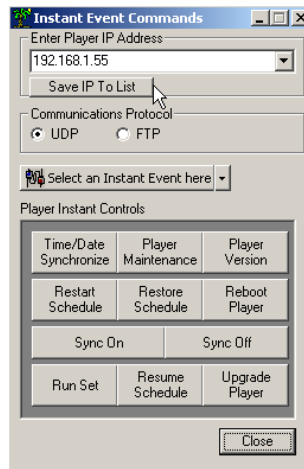 Instant Event Commands
Enter Player IP Address
192.168.1.55
Save IP To List
Communications Protocol
UDP FTP
Select an Instant Event here
Player Instant Controls
Time/Date Synchronize
Player Maintenance
Player Version
Restart Schedule
Restore Schedule
Reboot Player
Sync On
Sync Off
Run Set
Resume Schedule
Upgrade Player
Close